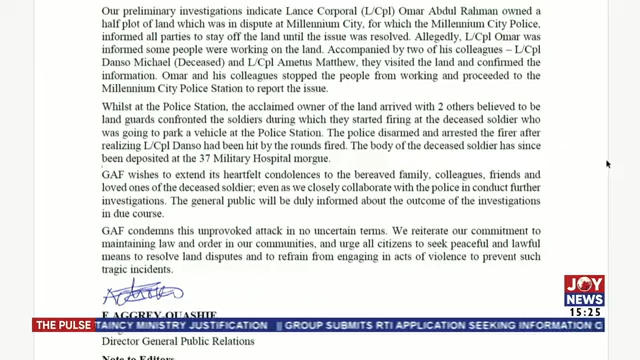 Our preliminary investigations indicate Lance Corporal (L/Cpl) Omar Abdul Rahman owned a
half plot of land which was in dispute at Millennium City, for which the Millennium City Police,
informed all parties to stay off the land until the issue was resolved. Allegedly, L/Cpl Omar was
informed some people were working on the land. Accompanied by two of his colleagues – L/Cpl
Danso Michael (Deceased) and L/Cpl Ametus Matthew, they visited the land and confirmed the
information. Omar and his colleagues stopped the people from working and proceeded to the
Millennium City Police Station to report the issue.
Whilst at the Police Station, the acclaimed owner of the land arrived with 2 others believed to be
land guards confronted the soldiers during which they started firing at the deceased soldier who
was going to park a vehicle at the Police Station. The police disarmed and arrested the firer after
realizing L/Cpl Danso had been hit by the rounds fired. The body of the deceased soldier has since
been deposited at the 37 Military Hospital morgue.
GAF wishes to extend its heartfelt condolences to the bereaved family, colleagues, friends and
loved ones of the deceased soldier; even as we closely collaborate with the police in conduct further
investigations. The general public will be duly informed about the outcome of the investigations
in due course.
GAF condemns this unprovoked attack in no uncertain terms. We reiterate our commitment to
maintaining law and order in our communities, and urge all citizens to seek peaceful and lawful
means to resolve land disputes and to refrain from engaging in acts of violence to prevent such
tragic incidents.
E AGGREY QUASHIE
JOY
NEWS
15:25
THE PULSE TAINCY MINISTRY JUSTIFICATION || GROUP SUBMITS RTI APPLICATION SEEKING INFORMATION
Director General Public Relations
Note to Editors